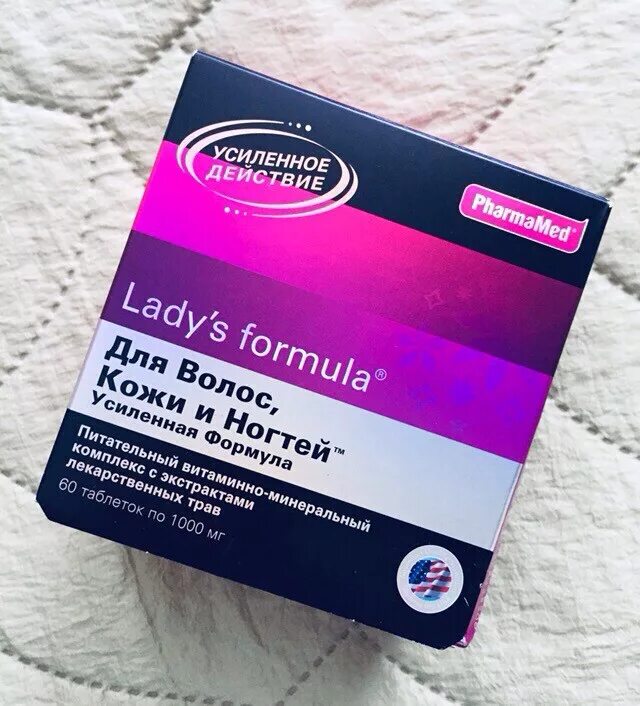 УСИЛЕННОЕ
ДЕЙСТВИЕ
PharmaMed®
Lady's formula®
Для Волос,
Кожи и Ногтей™
Усиленная Формула
Питательный витаминно-минеральный
комплекс с экстрактами
лекарственных трав
60 таблеток по 1000 мг